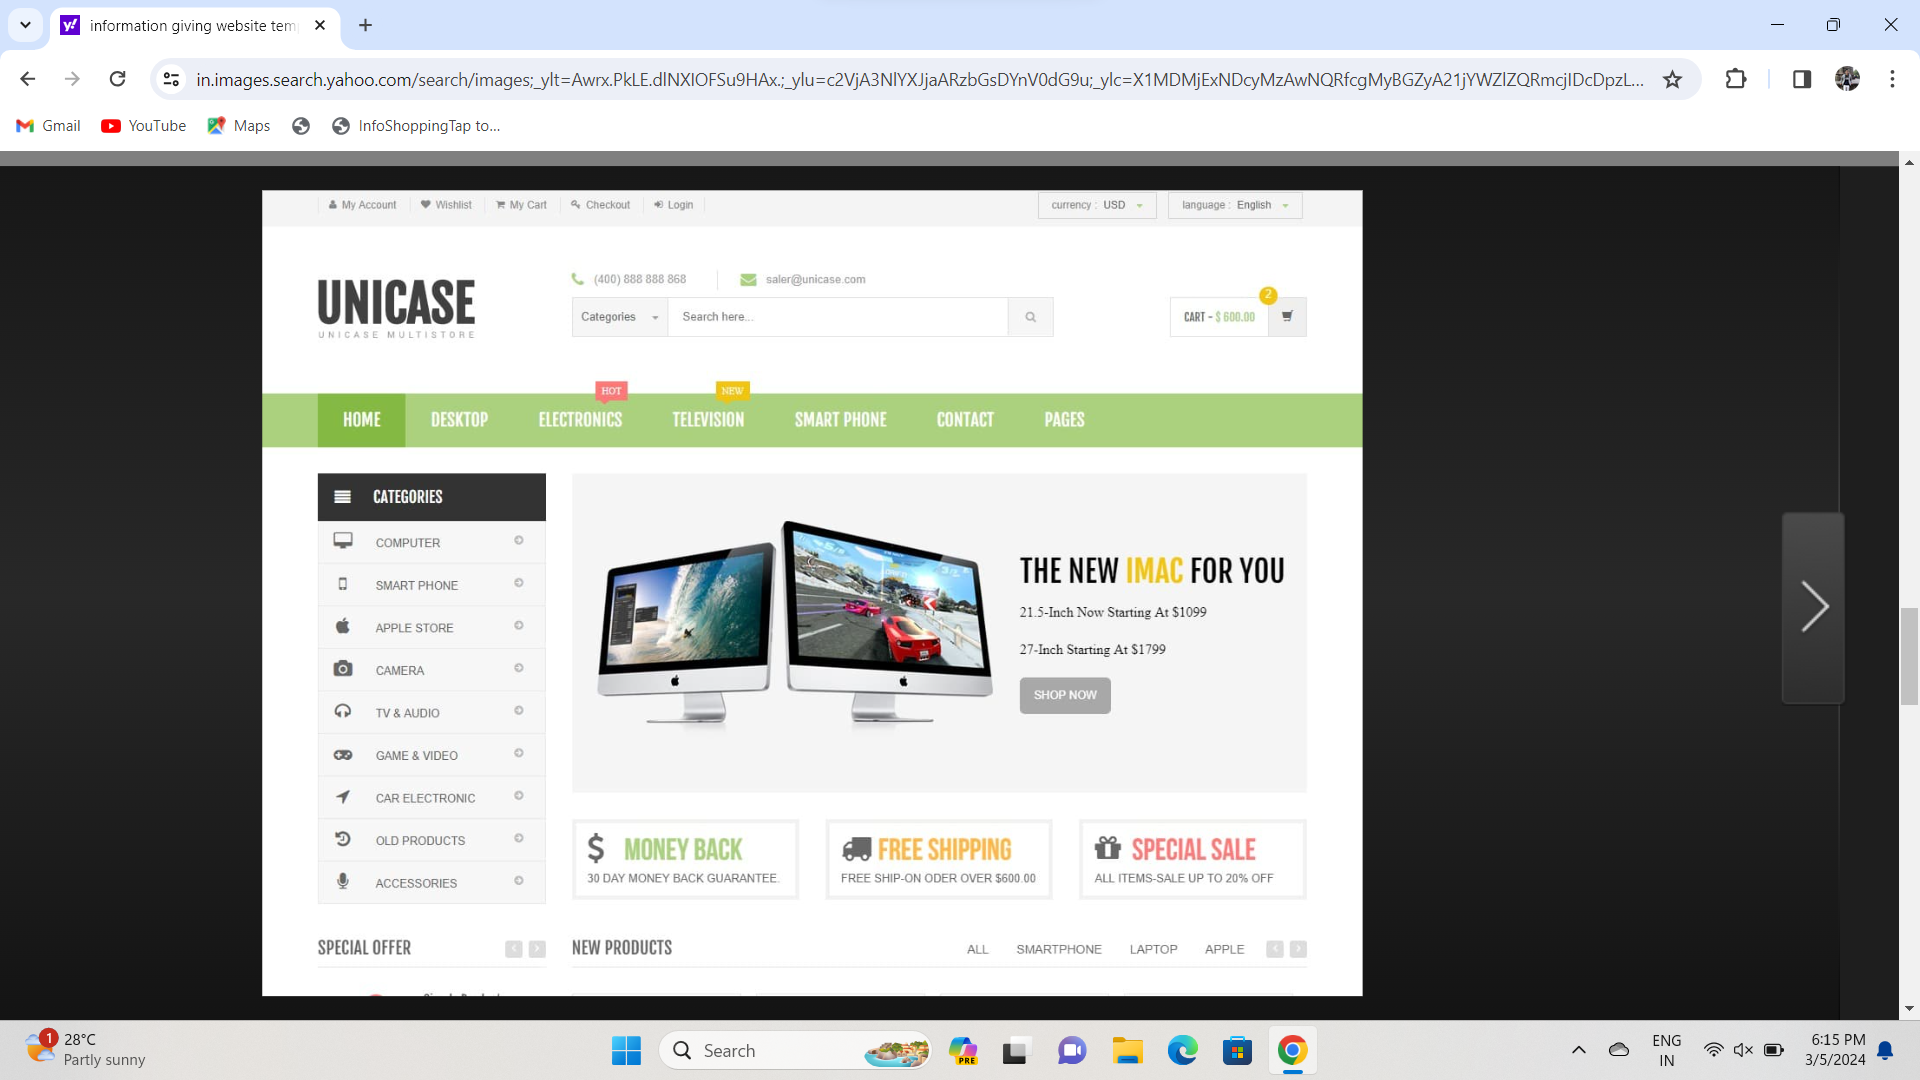 information giving website tem
in.images.search.yahoo.com/search/images;_ylt=Awrx.PkLE.dlNXIOFSu9HAx.;_ylu=c2VjA3NlYXJjaARzbGsDYnV0dG9u;_ylc=X1MDMjExNDcyMzAwNQRfcgMyBGZyA21jYWZlZQRmcjIDcDpzL...
Gmail YouTube Maps InfoShoppingTap to...
My Account Wishlist My Cart Checkout Login currency : USD language : English
(400) 888 888 868 saler@unicase.com
UNICASE
UNICASE MULTISTORE
Categories Search here... CART - $ 600.00 2
HOT NEW
HOME DESKTOP ELECTRONICS TELEVISION SMART PHONE CONTACT PAGES
CATEGORIES
COMPUTER
SMART PHONE
APPLE STORE
CAMERA
TV & AUDIO
GAME & VIDEO
CAR ELECTRONIC
OLD PRODUCTS
ACCESSORIES
THE NEW IMAC FOR YOU
21.5-Inch Now Starting At $1099
27-Inch Starting At $1799
SHOP NOW
MONEY BACK
30 DAY MONEY BACK GUARANTEE.
FREE SHIPPING
FREE SHIP-ON ODER OVER $600.00
SPECIAL SALE
ALL ITEMS-SALE UP TO 20% OFF
SPECIAL OFFER
NEW PRODUCTS ALL SMARTPHONE LAPTOP APPLE
1
28°C
Partly sunny
Search
PRE
ENG
IN
6:15 PM
3/5/2024